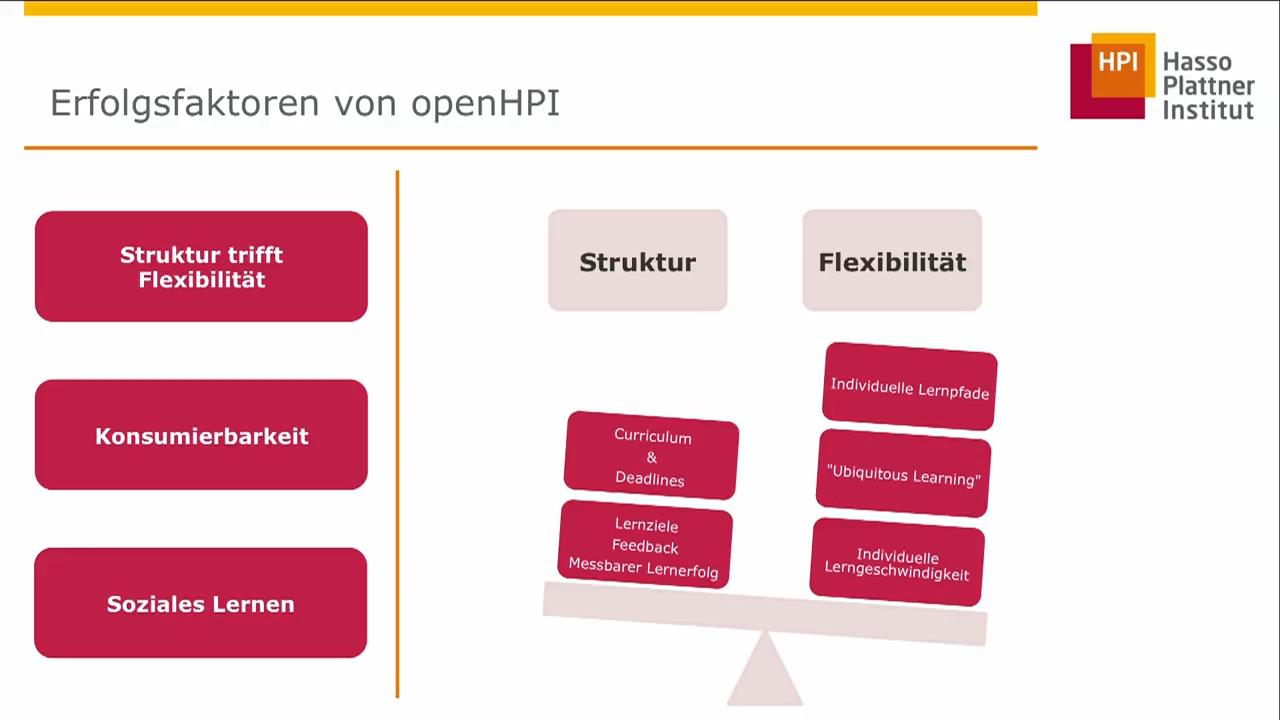 Erfolgsfaktoren von openHPI
HPI
Hasso
Plattner
Institut
Struktur trifft
Flexibilität
Konsumierbarkeit
Soziales Lernen
Struktur
Flexibilität
Curriculum
&
Deadlines
Lernziele
Feedback
Messbarer Lernerfolg
Individuelle Lernpfade
"Ubiquitous Learning"
Individuelle
Lerngeschwindigkeit